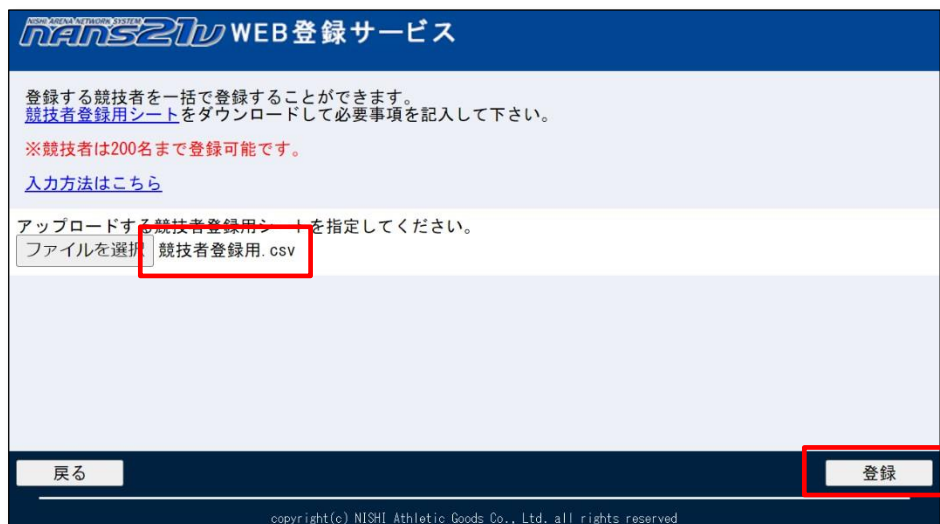 NISHI ARENA NETWORK SYSTEM
nANS21V WEB登録サービス
登録する競技者を一括で登録することができます。
競技者登録用シートをダウンロードして必要事項を記入して下さい。
※競技者は200名まで登録可能です。
入力方法はこちら
アップロードする競技者登録用シートを指定してください。
ファイルを選択 競技者登録用.csv
戻る 登録
copyright(c) NISHI Athletic Goods Co., Ltd. all rights reserved